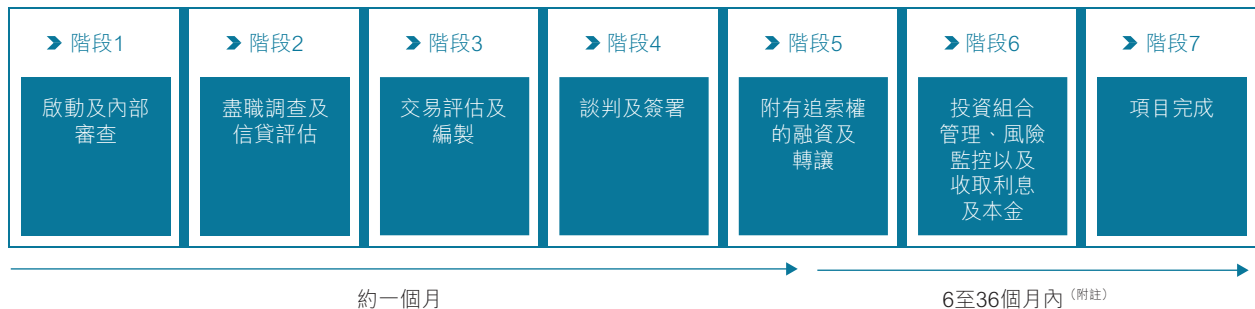 階段1
啟動及內部
審查
階段2
盡職調查及
信貸評估
階段3
交易評估及
編製
階段4
談判及簽署
階段5
附有追索權
的融資及
轉讓
階段6
投資組合
管理、風險
監控以及
收取利息
及本金
階段7
項目完成
約一個月
6至36個月內（附註）